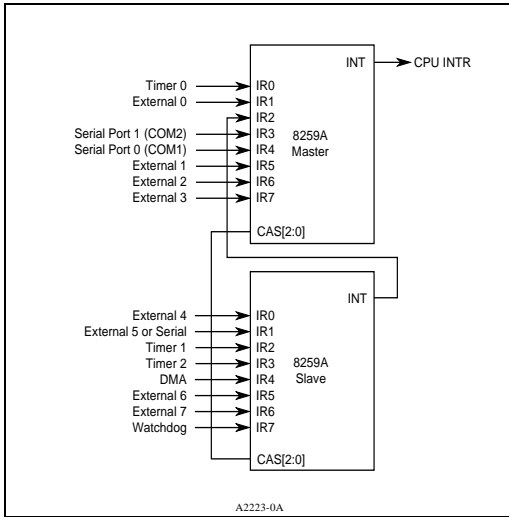 INT CPU INTR
Timer 0 IR0
External 0 IR1
IR2
Serial Port 1 (COM2) IR3 8259A
Serial Port 0 (COM1) IR4 Master
External 1 IR5
External 2 IR6
External 3 IR7
CAS[2:0]
INT
External 4 IR0
External 5 or Serial IR1
Timer 1 IR2
Timer 2 IR3 8259A
DMA IR4 Slave
External 6 IR5
External 7 IR6
Watchdog IR7
CAS[2:0]
A2223-0A